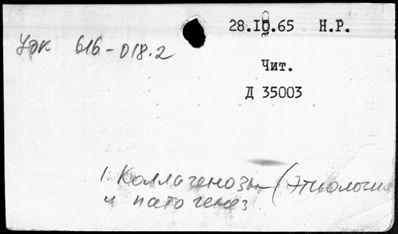 28.10.65 Н.Р.
УДК 616-018.2
Чит.
Д 35003
1. Коллагенозы (Этиология
и патогенез